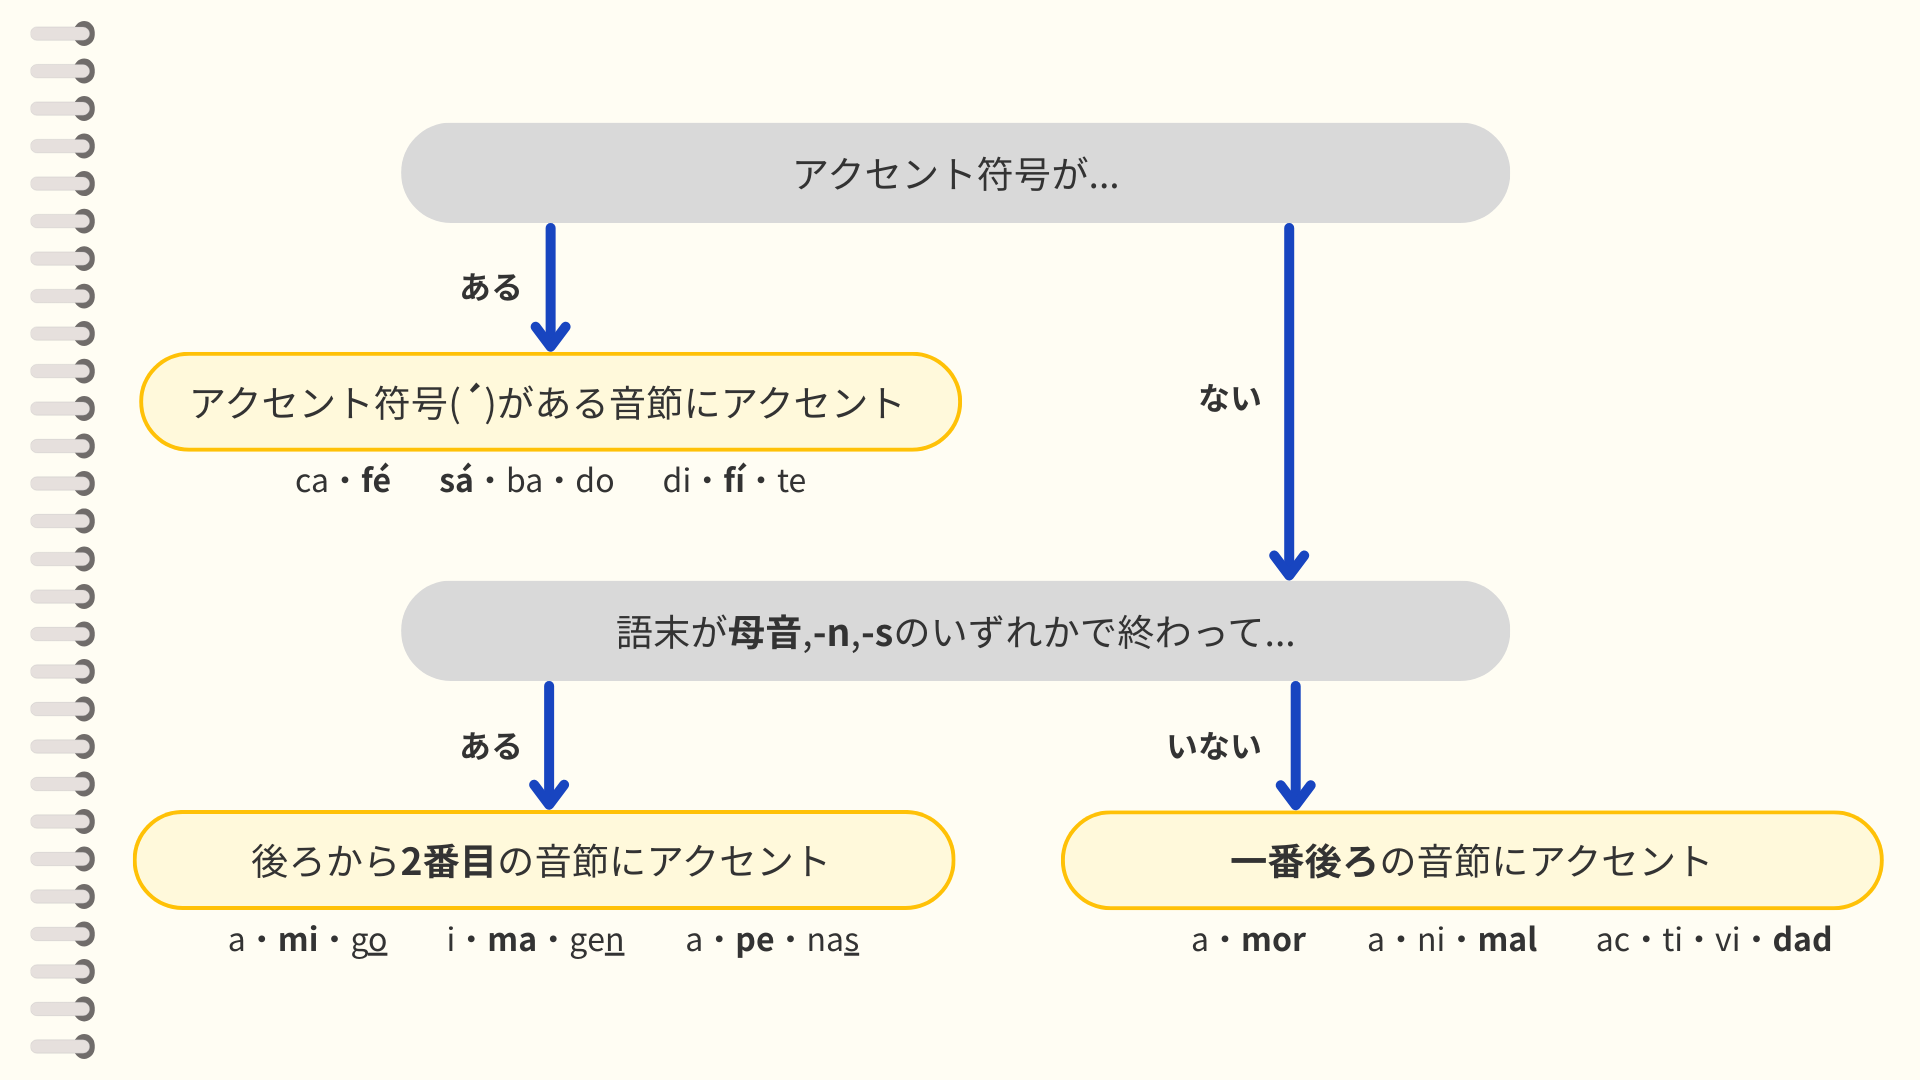 アクセント符号が...
ある
ない
アクセント符号(´)がある音節にアクセント
ca・fé sá・ba・do di・fí・te
語末が母音,-n,-sのいずれかで終わって...
ある
いない
後ろから2番目の音節にアクセント
一番後ろの音節にアクセント
a・mi・go i・ma・gen a・pe・nas
a・mor a・ni・mal ac・ti・vi・dad